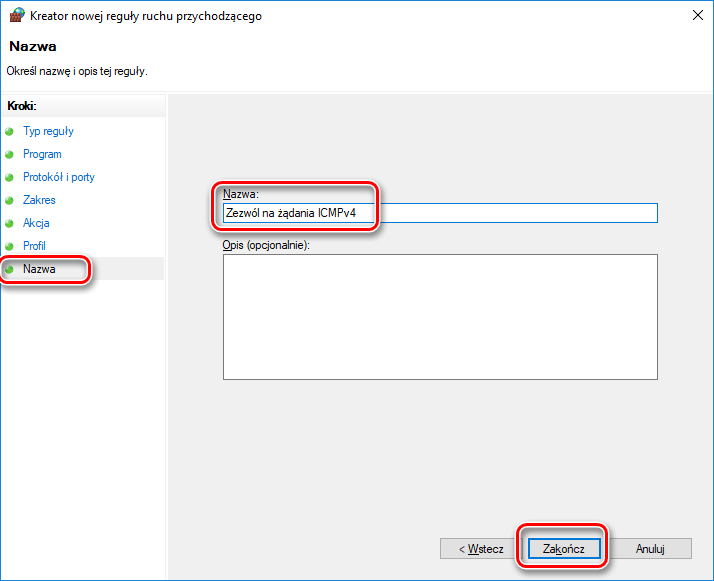 Kreator nowej reguły ruchu przychodzącego
Nazwa
Określ nazwę i opis tej reguły.
Kroki:
Typ reguły
Program
Protokół i porty
Zakres
Akcja
Profil
Nazwa
Nazwa:
Zezwól na żądania ICMPv4
Opis (opcjonalnie):
< Wstecz
Zakończ
Anuluj